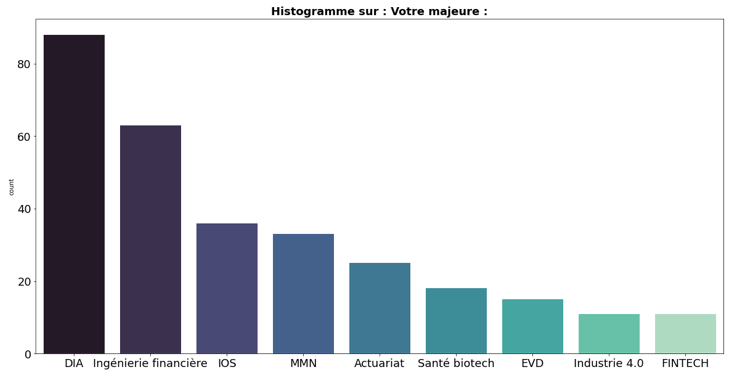 Histogramme sur : Votre majeure :
80
60
40
20
0
count
DIA Ingénierie financière IOS MMN Actuariat Santé biotech EVD Industrie 4.0 FINTECH